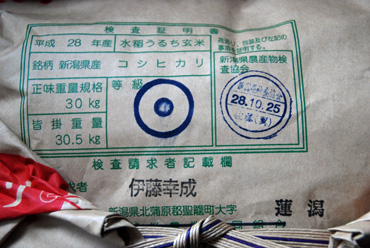 検査証明書
平成 28 年産 水稲うるち玄米
銘柄 新潟県産 コシヒカリ
正味重量規格
30 kg
等級
皆掛重量
30.5 kg
新潟県農産物検
査協会
28.10.25
検査請求者記載欄
求者 伊藤幸成
新潟県北蒲原郡聖籠町大字 蓮潟